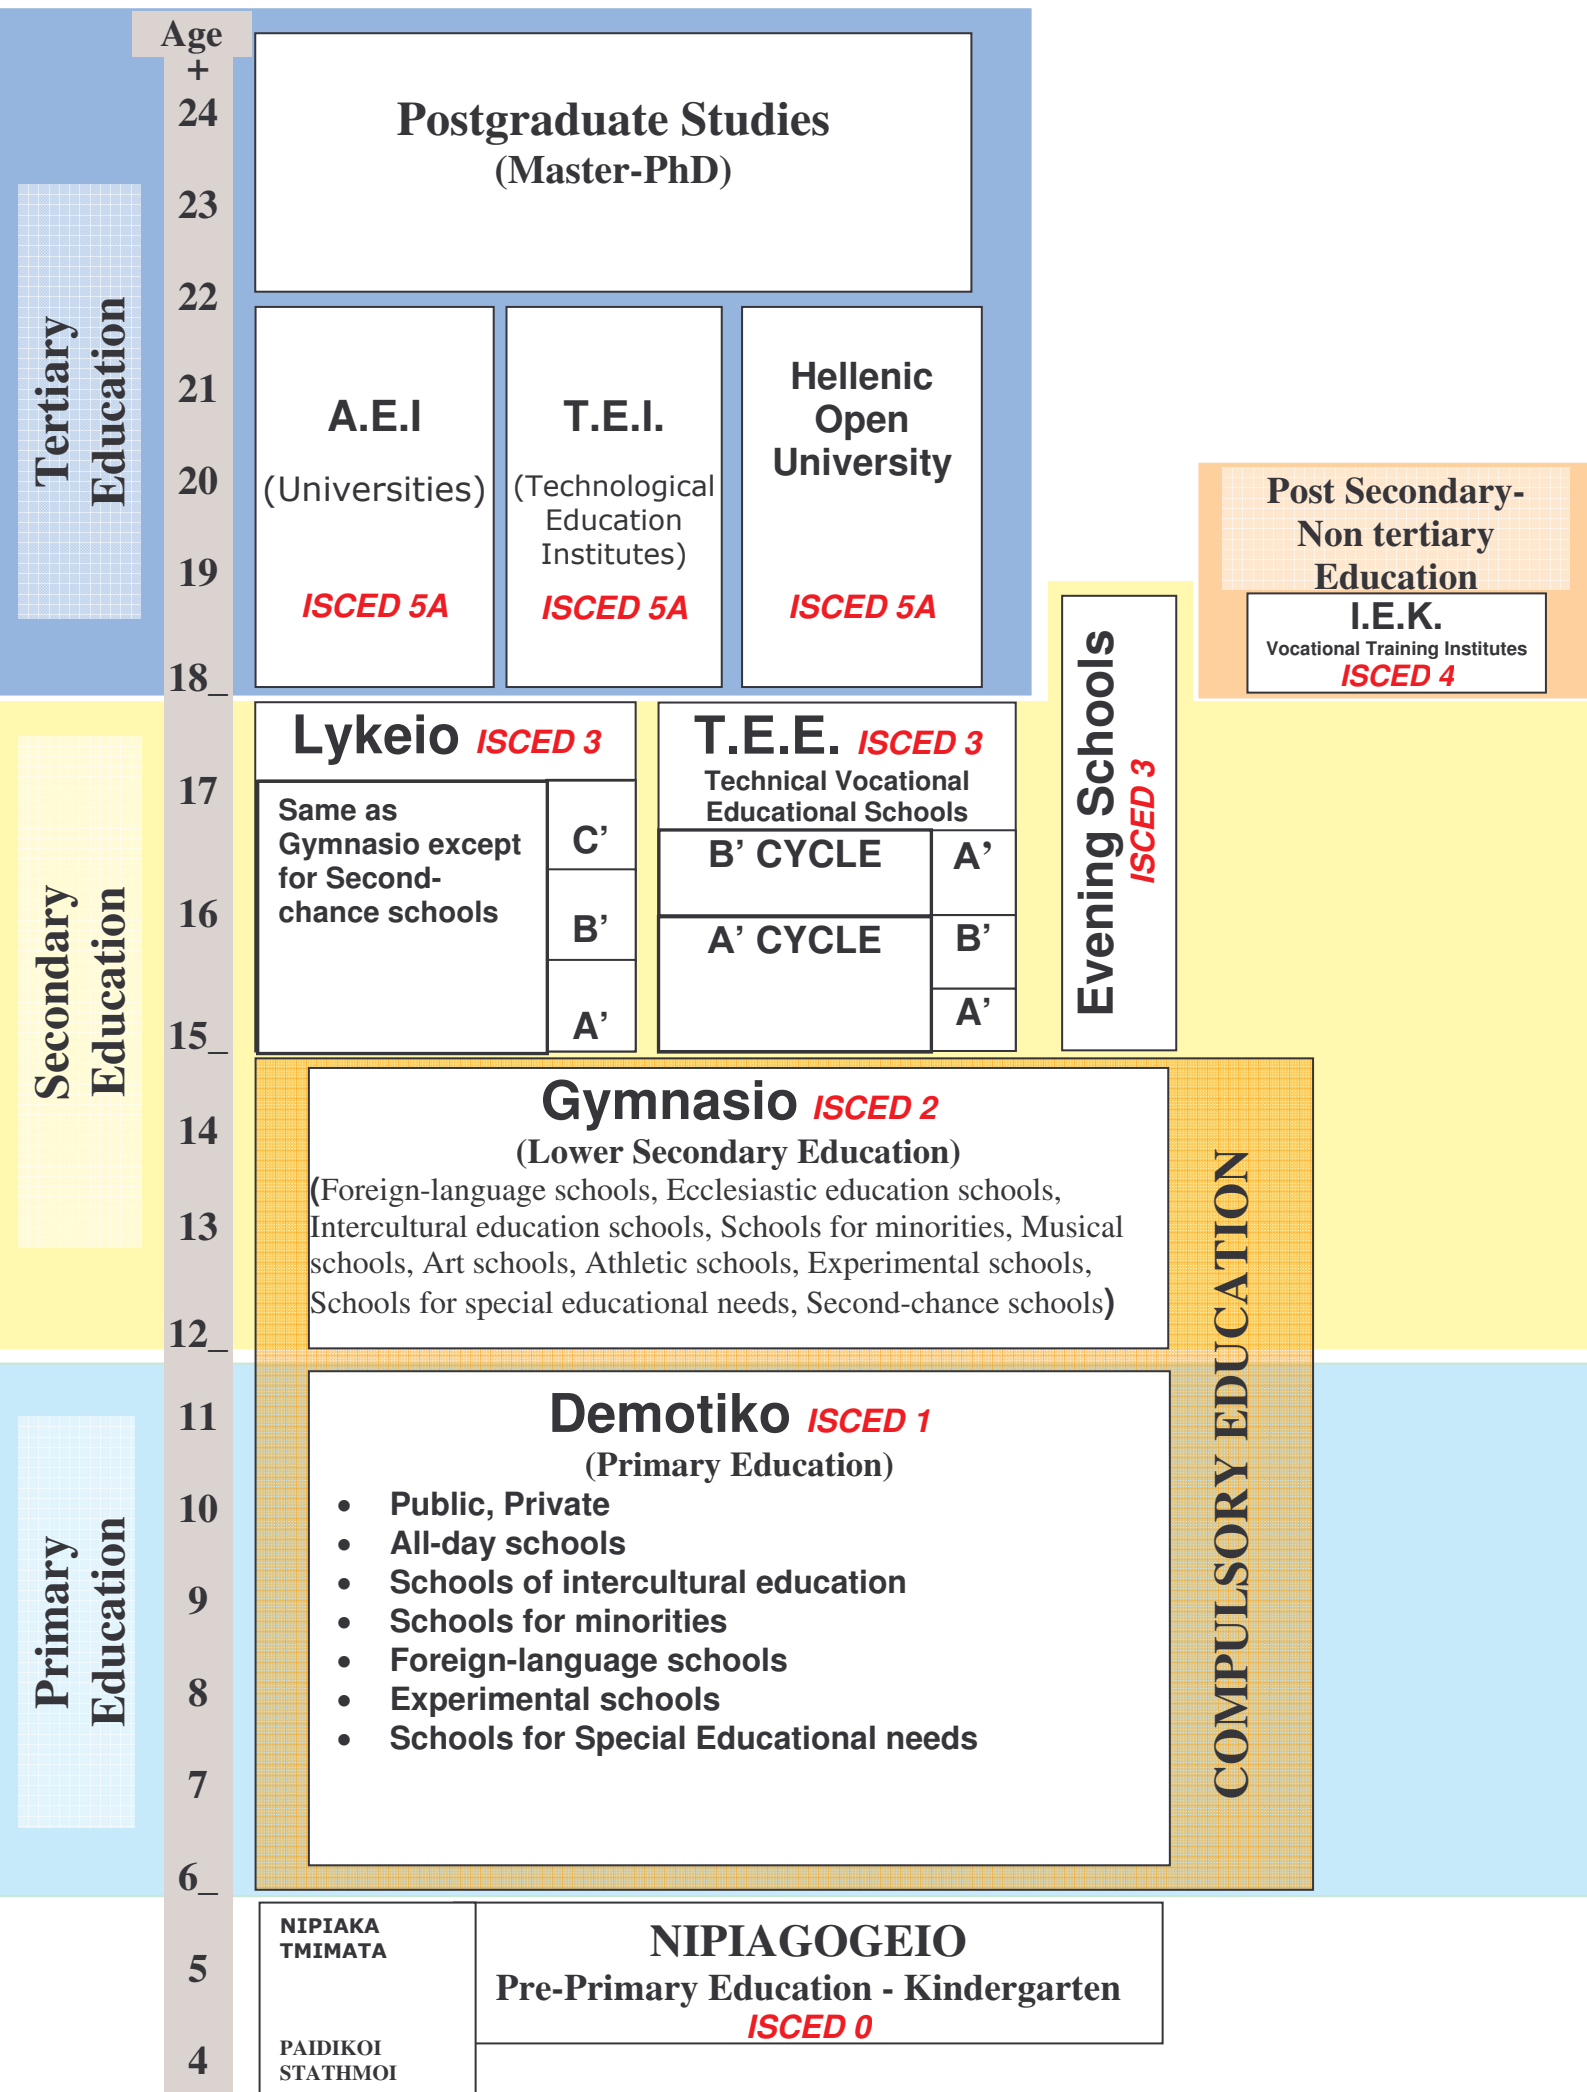 Age
+
24
23
22
21
20
19
18_
17
16
15_
14
13
12_
11
10
9
8
7
6_
5
4
Tertiary
Education
Secondary
Education
Primary
Education
Postgraduate Studies
(Master-PhD)
A.E.I
(Universities)
ISCED 5A
T.E.I.
(Technological
Education
Institutes)
ISCED 5A
Hellenic
Open
University
ISCED 5A
Post Secondary-
Non tertiary
Education
I.E.K.
Vocational Training Institutes
ISCED 4
Lykeio ISCED 3
Same as
Gymnasio except
for Second-
chance schools
C’
B’
A’
T.E.E. ISCED 3
Technical Vocational
Educational Schools
B’ CYCLE
A’
A’ CYCLE
B’
A’
Evening Schools
ISCED 3
Gymnasio ISCED 2
(Lower Secondary Education)
(Foreign-language schools, Ecclesiastic education schools,
Intercultural education schools, Schools for minorities, Musical
schools, Art schools, Athletic schools, Experimental schools,
Schools for special educational needs, Second-chance schools)
COMPULSORY EDUCATION
Demotiko ISCED 1
(Primary Education)
• Public, Private
• All-day schools
• Schools of intercultural education
• Schools for minorities
• Foreign-language schools
• Experimental schools
• Schools for Special Educational needs
NIPIAKA
TMIMATA
PAIDIKOI
STATHMOI
NIPIAGOGEIO
Pre-Primary Education - Kindergarten
ISCED 0